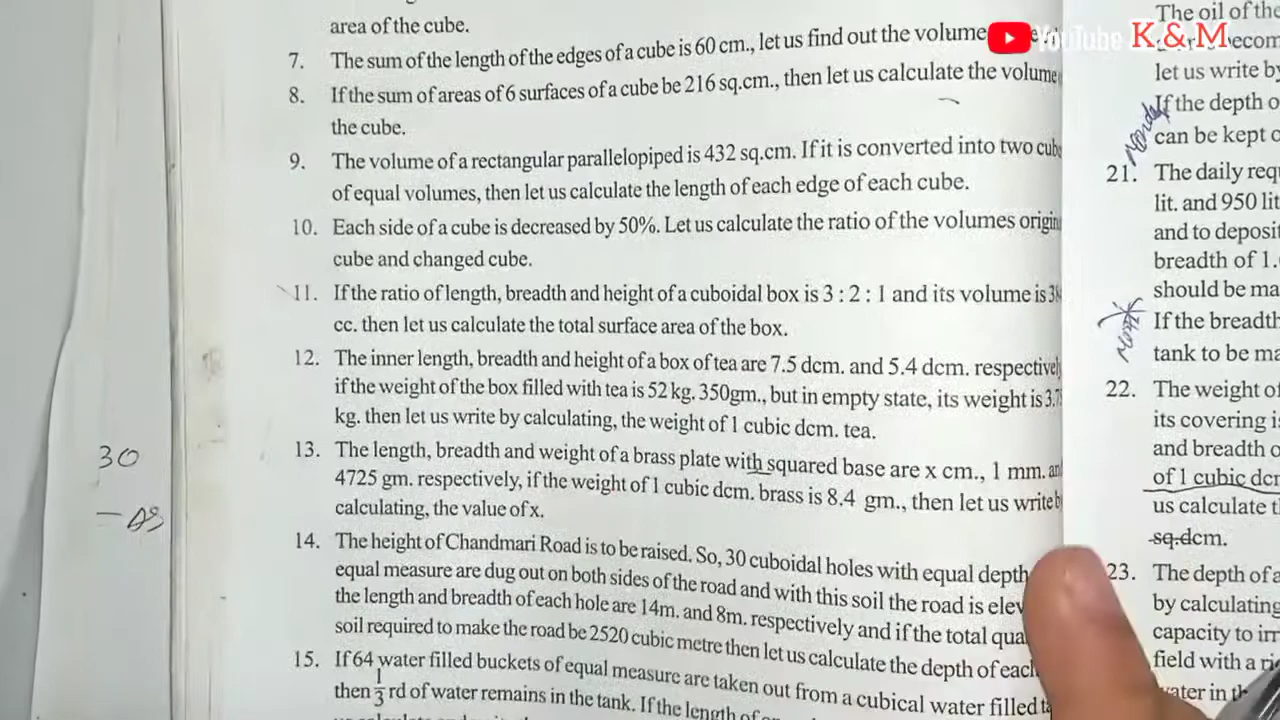 area of the cube.
7. The sum of the length of the edges of a cube is 60 cm., let us find out the volume
8. If the sum of areas of 6 surfaces of a cube be 216 sq.cm., then let us calculate the volume
the cube.
9. The volume of a rectangular parallelopiped is 432 sq.cm. If it is converted into two cub
of equal volumes, then let us calculate the length of each edge of each cube.
10. Each side of a cube is decreased by 50%. Let us calculate the ratio of the volumes origin
cube and changed cube.
11. If the ratio of length, breadth and height of a cuboidal box is 3 : 2 : 1 and its volume is
cc. then let us calculate the total surface area of the box.
12. The inner length, breadth and height of a box of tea are 7.5 dcm. and 5.4 dcm. respectivel
if the weight of the box filled with tea is 52 kg. 350gm., but in empty state, its weight is 3.7
kg. then let us write by calculating, the weight of 1 cubic dcm. tea.
13. The length, breadth and weight of a brass plate with squared base are x cm., 1 mm. an
4725 gm. respectively, if the weight of 1 cubic dcm. brass is 8.4 gm., then let us write b
calculating, the value of x.
14. The height of Chandmari Road is to be raised. So, 30 cuboidal holes with equal depth
equal measure are dug out on both sides of the road and with this soil the road is elev
the length and breadth of each hole are 14m. and 8m. respectively and if the total qua
soil required to make the road be 2520 cubic metre then let us calculate the depth of eac
15. If 64 water filled buckets of equal measure are taken out from a cubical water filled
then 1/3 rd of water remains in the tank. If the length of
30
YouTube K & M
The oil of the
becom
let us write by
If the depth o
can be kept o
21. The daily req
lit. and 950 lit
and to deposit
breadth of 1.
should be ma
If the breadth
tank to be ma
22. The weight of
its covering i
and breadth o
of 1 cubic dcm
us calculate t
sq.dcm.
23. The depth of a
by calculating
capacity to irr
field with a ri
water in th